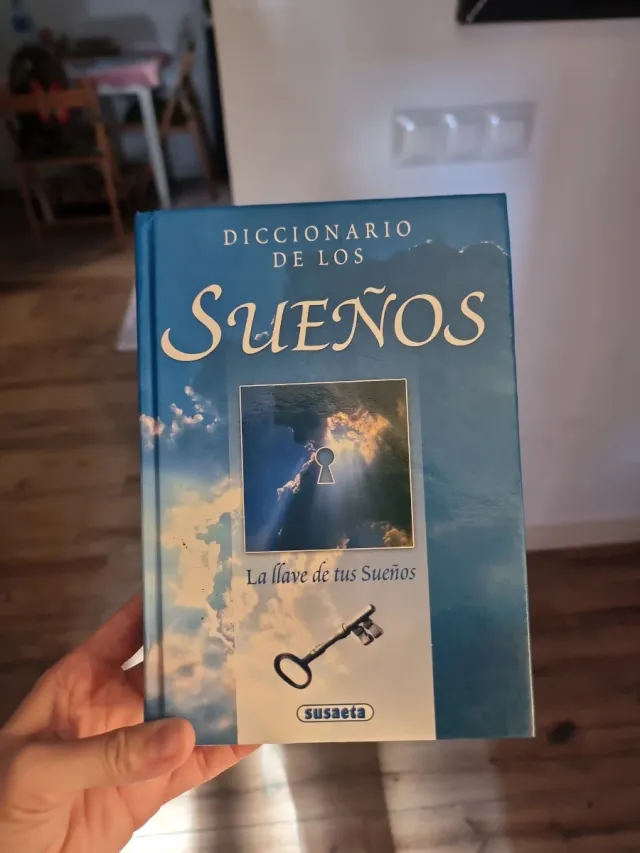 DICCIONARIO
DE LOS
SUEÑOS
La llave de tus Sueños
susaeta